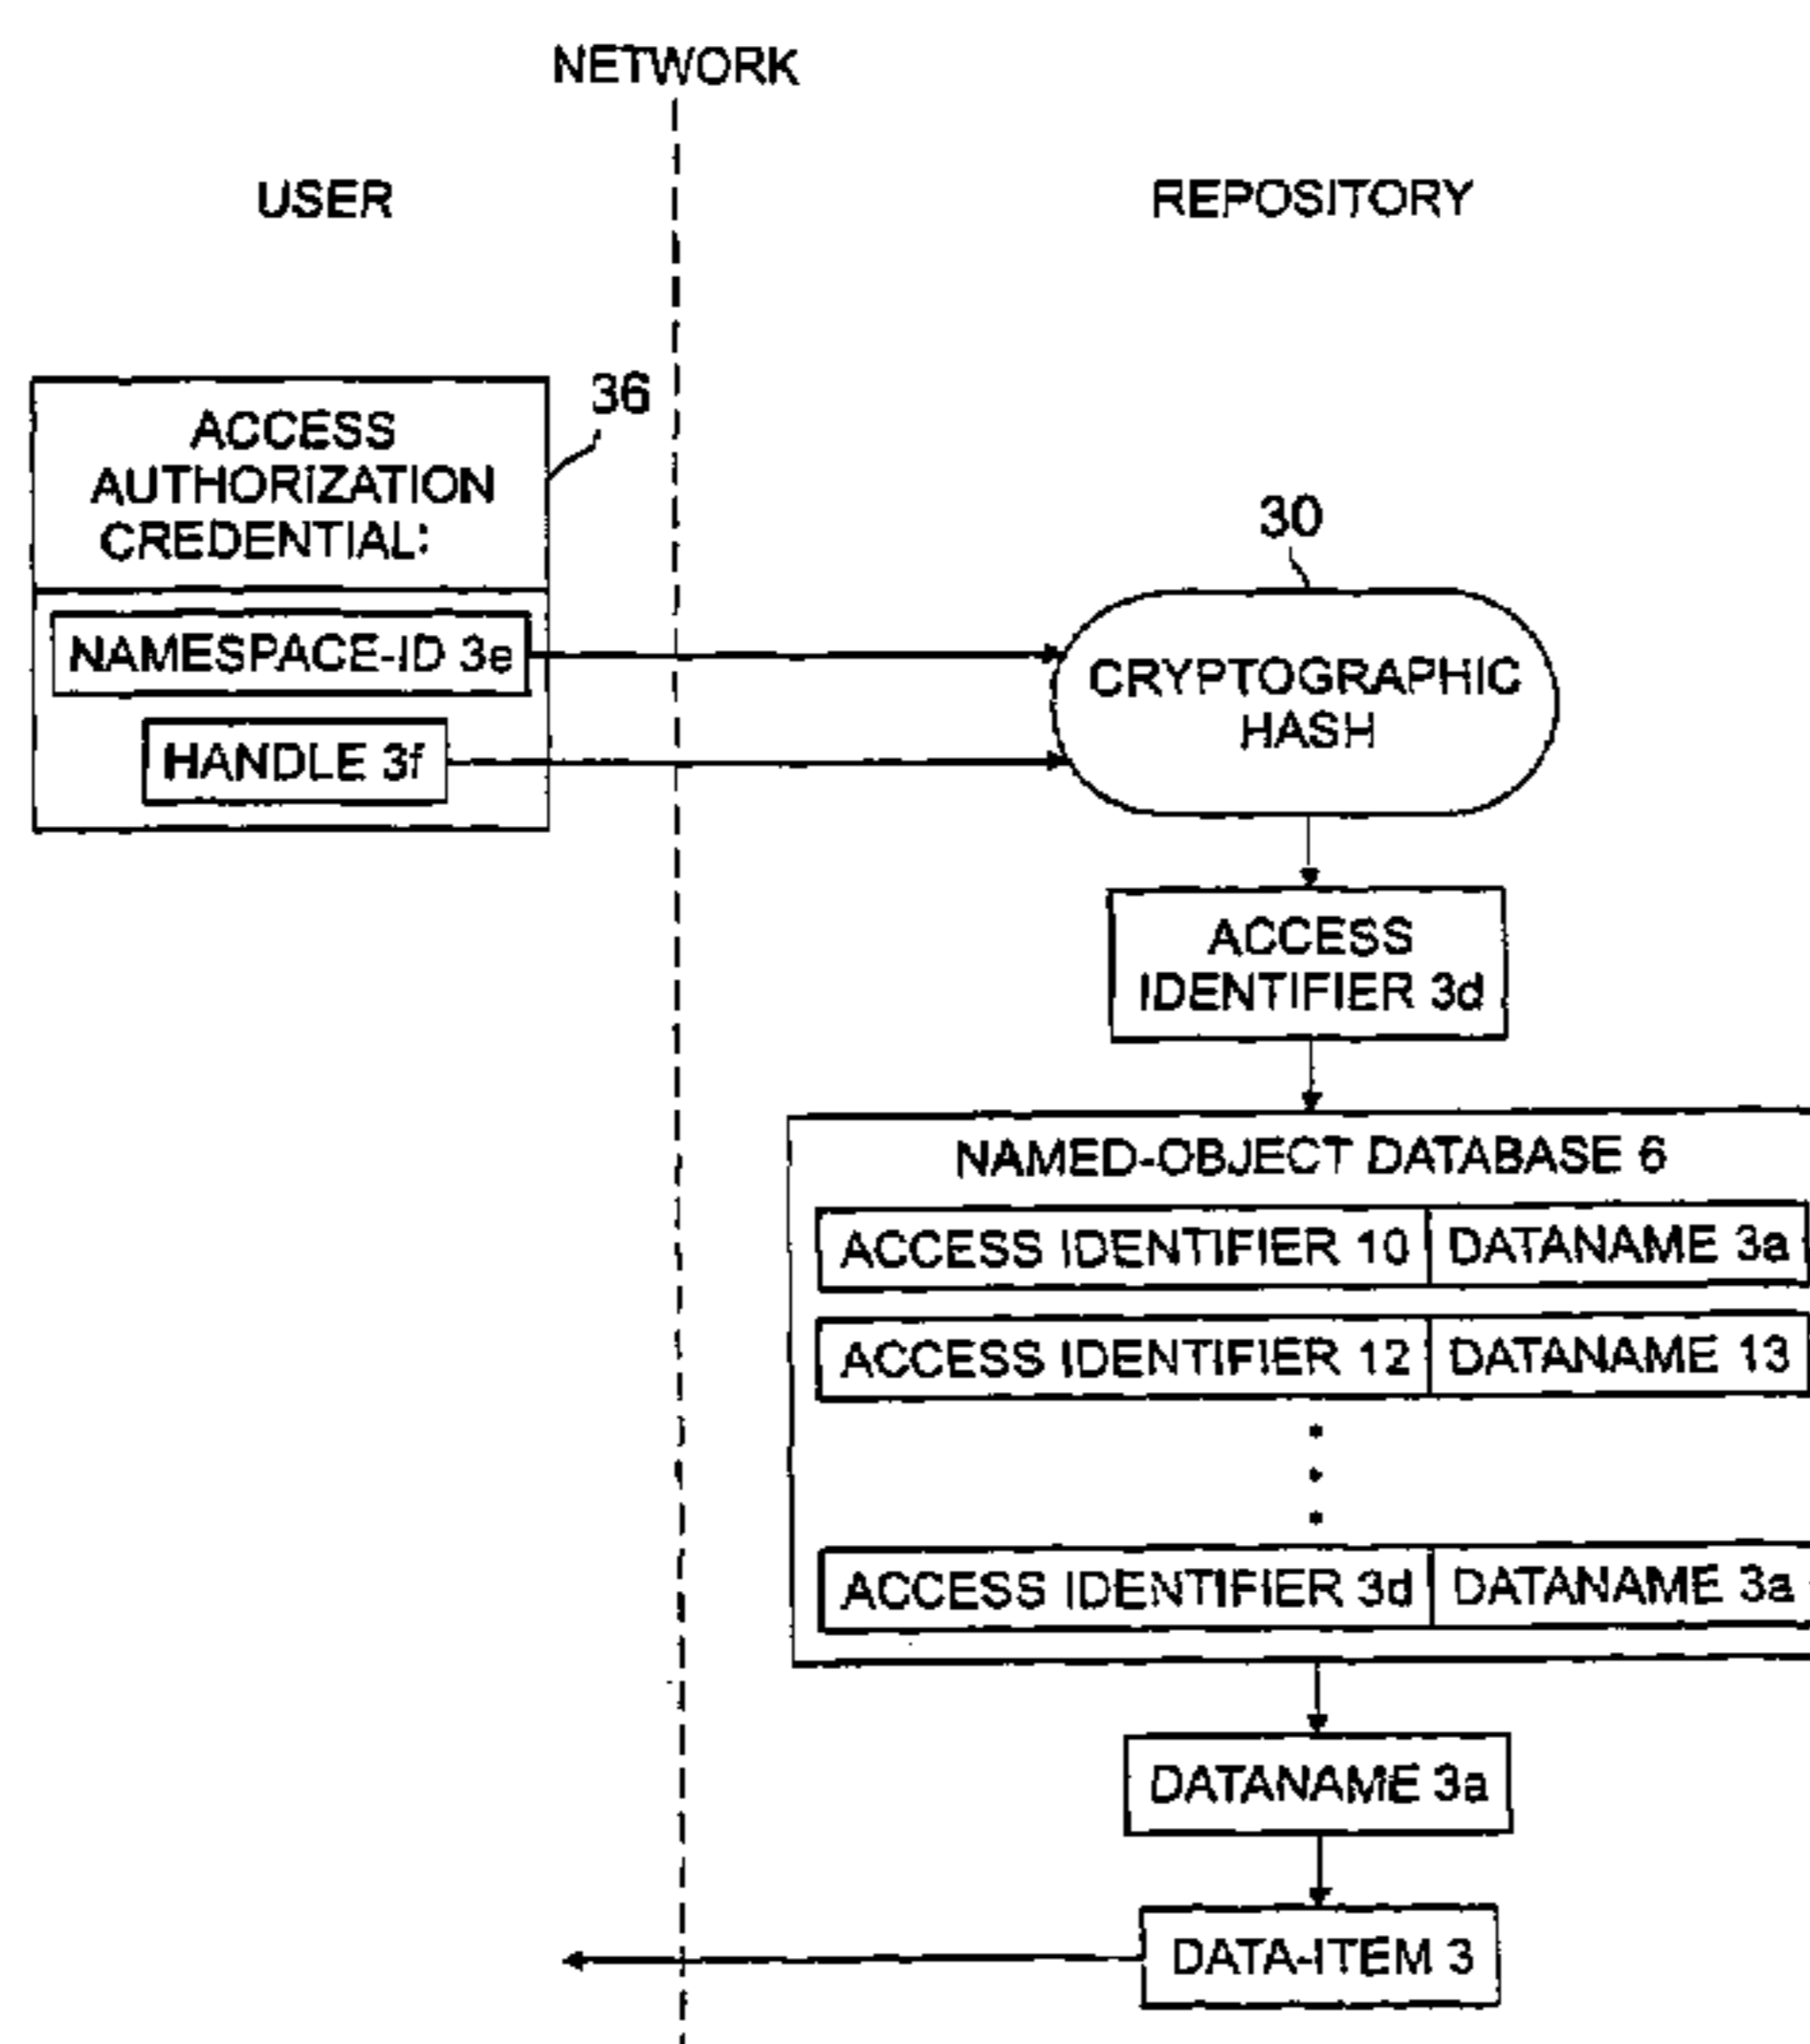 NETWORK
USER
REPOSITORY
36
ACCESS
AUTHORIZATION
CREDENTIAL:
NAMESPACE-ID 3e
HANDLE 3f
30
CRYPTOGRAPHIC
HASH
ACCESS
IDENTIFIER 3d
NAMED-OBJECT DATABASE 6
ACCESS IDENTIFIER 10 DATANAME 3a
ACCESS IDENTIFIER 12 DATANAME 13
ACCESS IDENTIFIER 3d DATANAME 3a
DATANAME 3a
DATA-ITEM 3